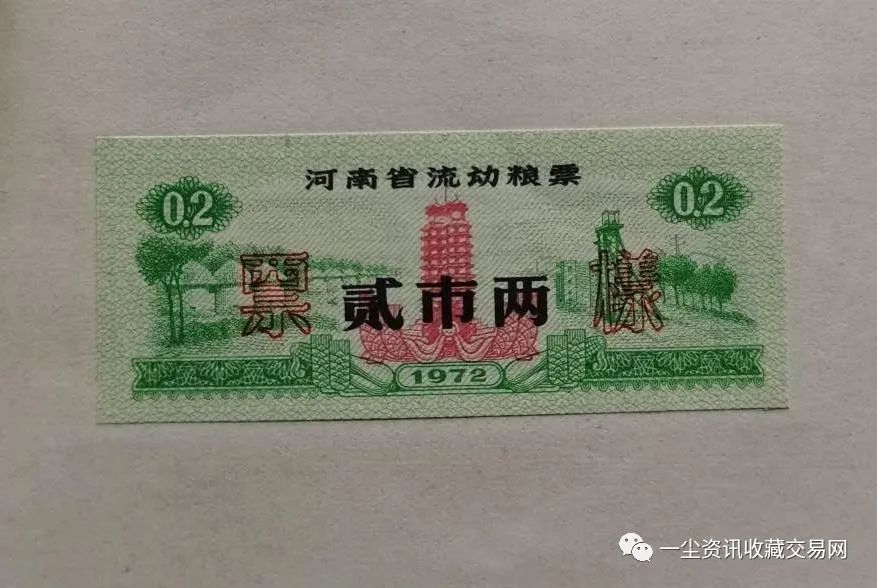 河南省流动粮票
0.2
0.2
票
贰市两
樣
1972
一尘资讯收藏交易网